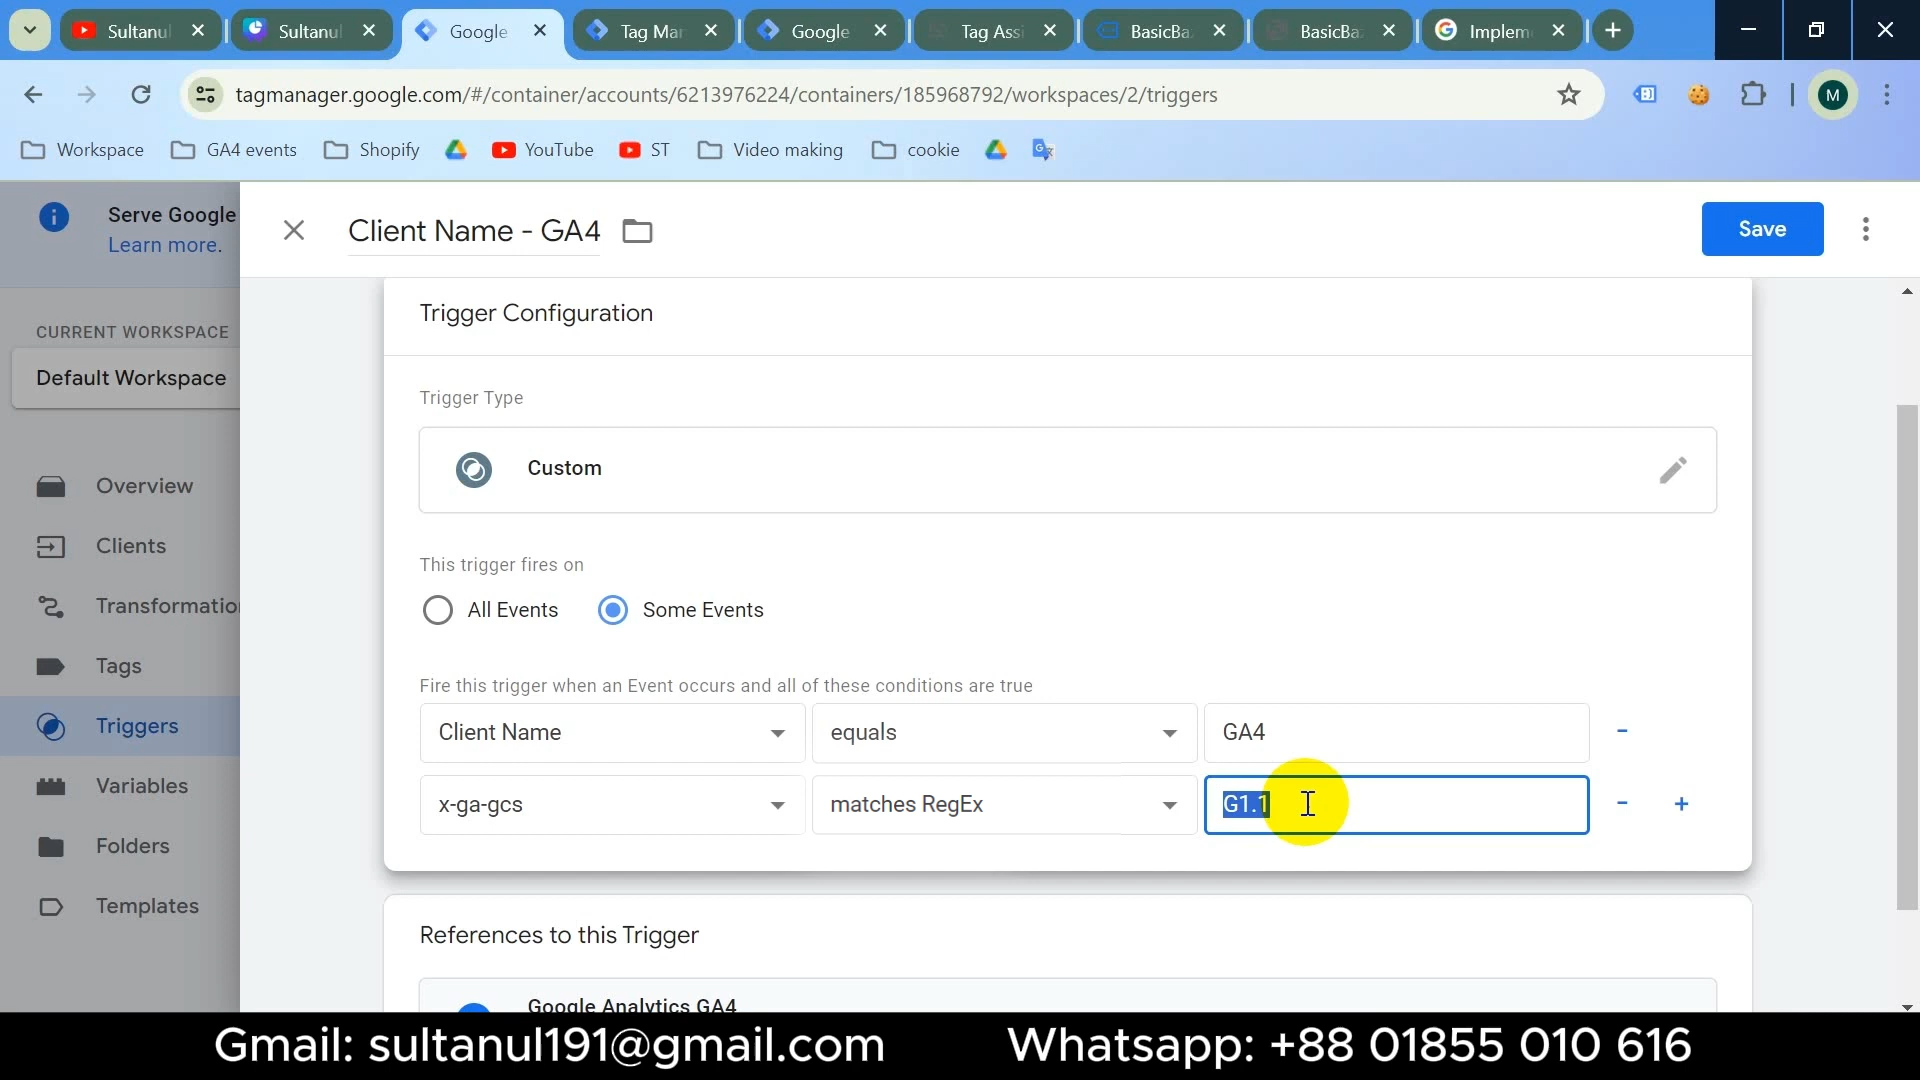 Sultanul
Sultanul
Google
Tag Man
Google
Tag Assi
BasicBa
BasicBa
Implem
tagmanager.google.com/#/container/accounts/6213976224/containers/185968792/workspaces/2/triggers
M
Workspace
GA4 events
Shopify
YouTube
ST
Video making
cookie
Serve Google
Learn more.
Client Name - GA4
Save
Trigger Configuration
CURRENT WORKSPACE
Default Workspace
Trigger Type
Custom
Overview
Clients
Transformatio
Tags
Triggers
Variables
Folders
Templates
This trigger fires on
All Events
Some Events
Fire this trigger when an Event occurs and all of these conditions are true
Client Name
equals
GA4
x-ga-gcs
matches RegEx
G1.1
References to this Trigger
Google Analytics GA4
Gmail: sultanul191@gmail.com Whatsapp: +88 01855 010 616